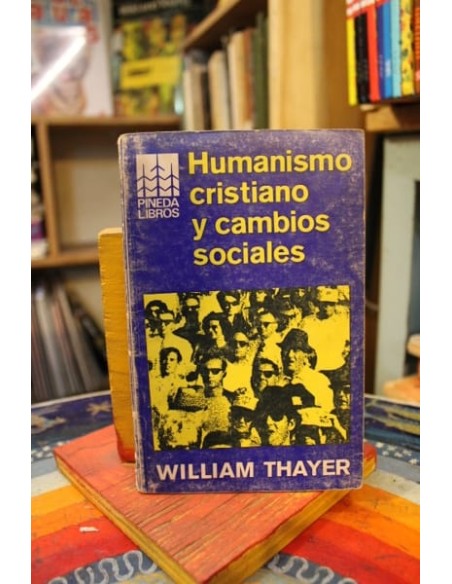 PINEDA
LIBROS
Humanismo
cristiano
y cambios
sociales
WILLIAM THAYER